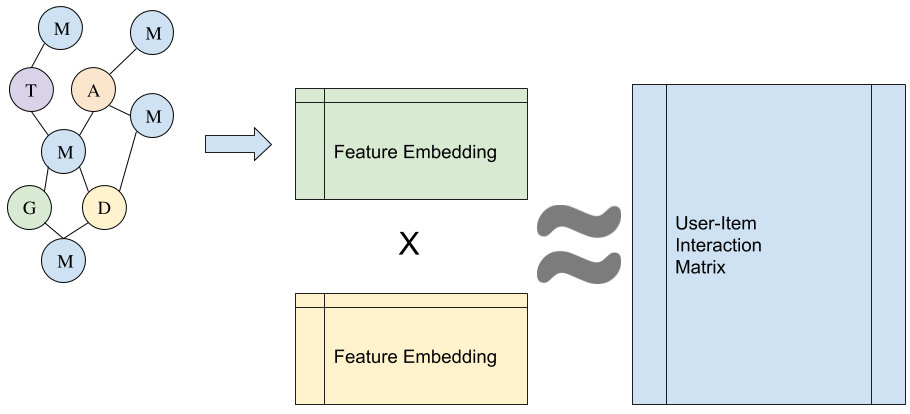 M
M
T
A
M
M
G
D
M
Feature Embedding
X
Feature Embedding
User-Item
Interaction
Matrix